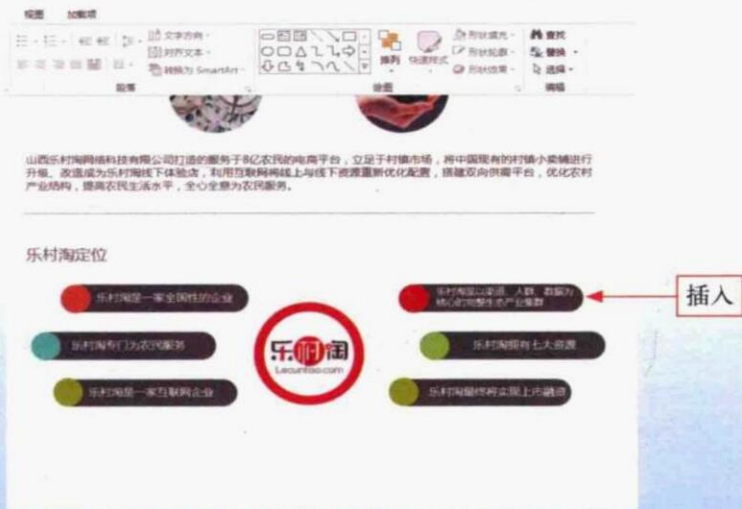 视图 加载项
文字方向
对齐文本
转换为 SmartArt
段落
排列
快速样式
形状填充
形状轮廓
形状效果
绘图
查找
替换
选择
编辑
山西乐村淘网络科技有限公司打造的服务于8亿农民的电商平台，立足于村镇市场，将中国现有的村镇小卖铺进行
升级、改造成为乐村淘线下体验店，利用互联网将线上与线下资源重新优化配置，搭建双向供需平台，优化农村
产业结构，提高农民生活水平，全心全意为农民服务。
乐村淘定位
乐村淘是一家全国性的企业
乐村淘专门为农民服务
乐村淘是一家互联网企业
乐村淘
Lecuntao.com
乐村淘是以渠道、人群、数据为
核心的完整生态产业集群
乐村淘拥有七大资源
乐村淘最终将实现上市融资
插入